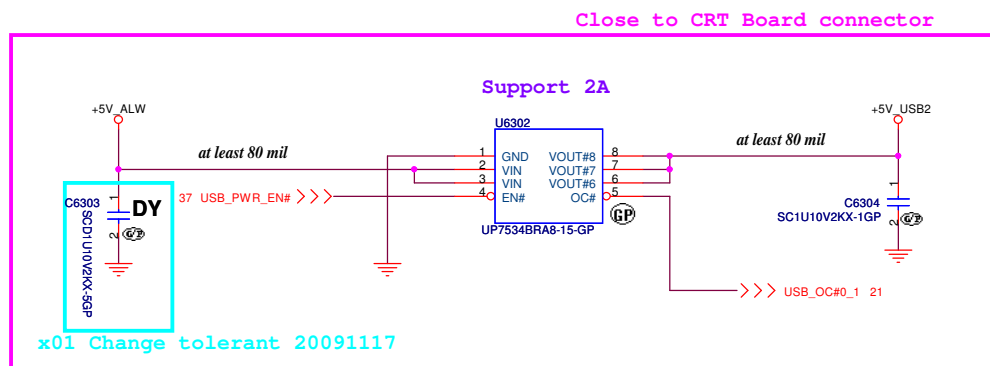 Close to CRT Board connector
Support 2A
+5V_ALW
+5V_USB2
U6302
at least 80 mil
at least 80 mil
1 GND VOUT#8 8
2 VIN VOUT#7 7
3 VIN VOUT#6 6
4 EN# OC# 5
37 USB_PWR_EN#
C6303
1
DY
2
G/P
SCD1U10V2KX-5GP
GP
UP7534BRA8-15-GP
1
C6304
SC1U10V2KX-1GP
2
G/P
USB_OC#0_1 21
x01 Change tolerant 20091117